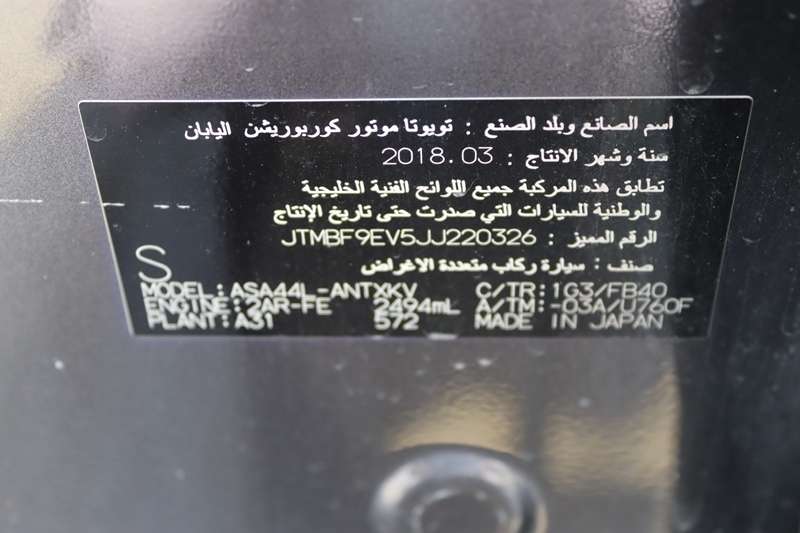 اسم الصانع وبلد الصنع : تويوتا موتور كوربوريشن اليابان
سنة وشهر الانتاج : 2018.03
تطابق هذه المركبة جميع اللوائح الفنية الخليجية
والوطنية للسيارات التي صدرت حتى تاريخ الإنتاج
الرقم المميز : JTMBF9EV5JJ220326
صنف : سيارة ركاب متعددة الاغراض
S
MODEL:ASA44L-ANTXKV C/TR:1G3/FB40
ENGINE:2AR-FE 2494mL A/TM:-03A/U760F
PLANT:A31 572 MADE IN JAPAN